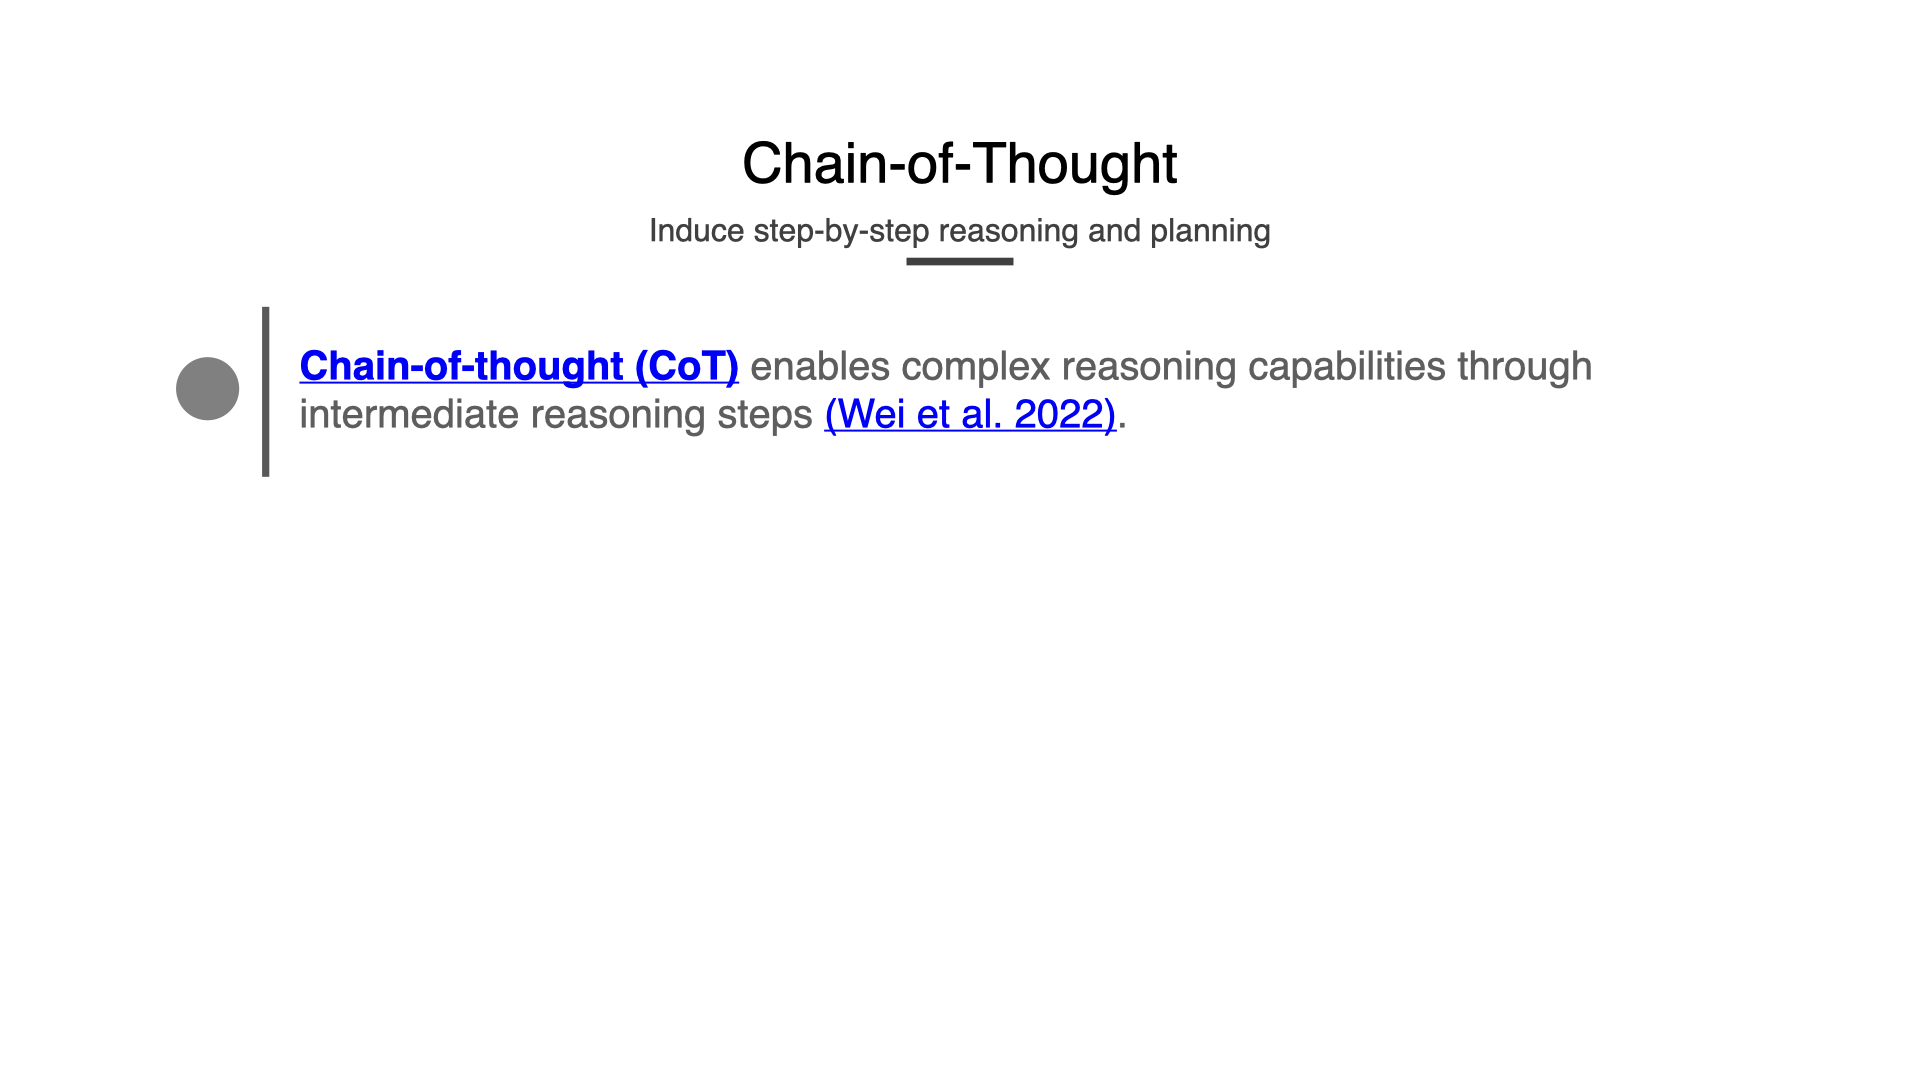 Chain-of-Thought
Induce step-by-step reasoning and planning
Chain-of-thought (CoT) enables complex reasoning capabilities through
intermediate reasoning steps (Wei et al. 2022).